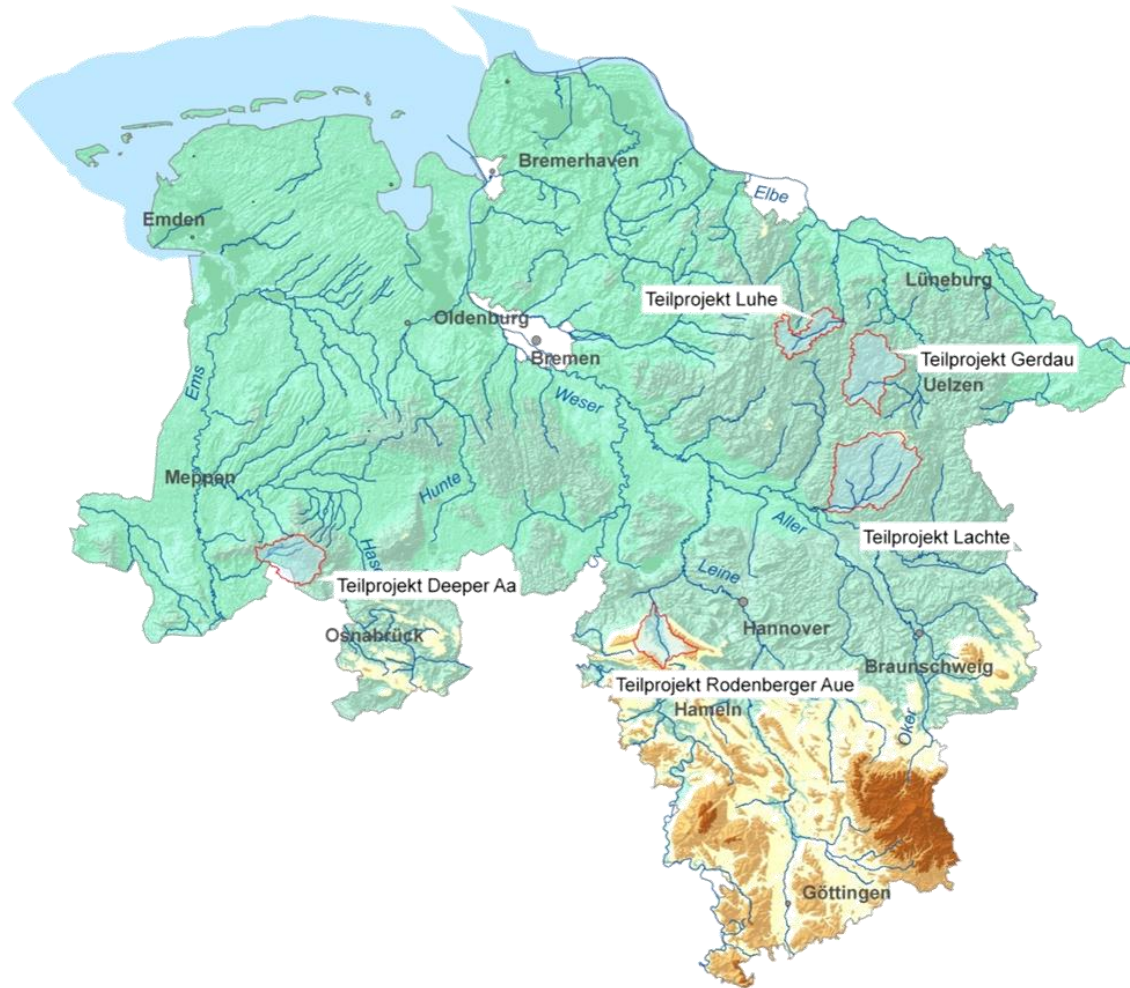 Bremerhaven
Elbe
Emden
Lüneburg
Teilprojekt Luhe
Oldenburg
Bremen
Teilprojekt Gerdau
Uelzen
Ems
Weser
Meppen
Hunte
Aller
Teilprojekt Lachte
Hase
Leine
Teilprojekt Deeper Aa
Osnabrück
Hannover
Braunschweig
Teilprojekt Rodenberger Aue
Hameln
Oker
Göttingen